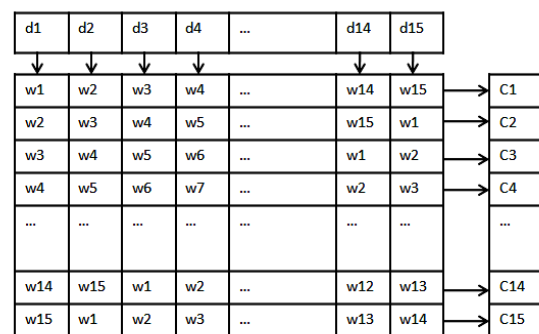 d1 d2 d3 d4 ... d14 d15
w1 w2 w3 w4 ... w14 w15 C1
w2 w3 w4 w5 ... w15 w1 C2
w3 w4 w5 w6 ... w1 w2 C3
w4 w5 w6 w7 ... w2 w3 C4
... ... ... ... ... ... ... ...
w14 w15 w1 w2 ... w12 w13 C14
w15 w1 w2 w3 ... w13 w14 C15